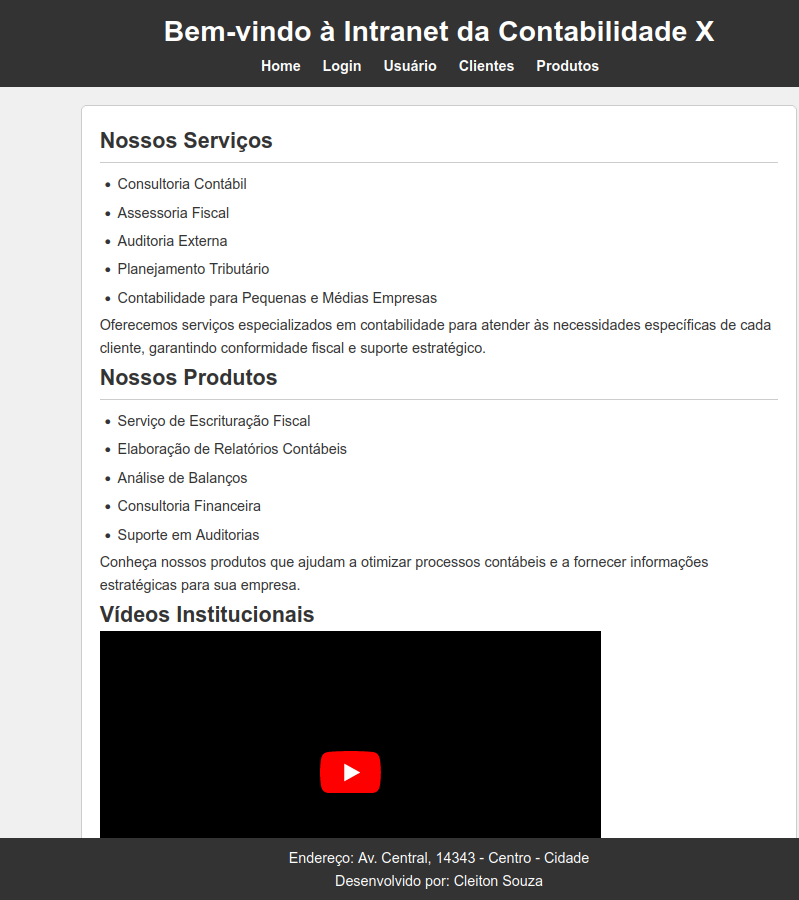 Bem-vindo à Intranet da Contabilidade X
Home Login Usuário Clientes Produtos
Nossos Serviços
• Consultoria Contábil
• Assessoria Fiscal
• Auditoria Externa
• Planejamento Tributário
• Contabilidade para Pequenas e Médias Empresas
Oferecemos serviços especializados em contabilidade para atender às necessidades específicas de cada
cliente, garantindo conformidade fiscal e suporte estratégico.
Nossos Produtos
• Serviço de Escrituração Fiscal
• Elaboração de Relatórios Contábeis
• Análise de Balanços
• Consultoria Financeira
• Suporte em Auditorias
Conheça nossos produtos que ajudam a otimizar processos contábeis e a fornecer informações
estratégicas para sua empresa.
Vídeos Institucionais
Endereço: Av. Central, 14343 - Centro - Cidade
Desenvolvido por: Cleiton Souza